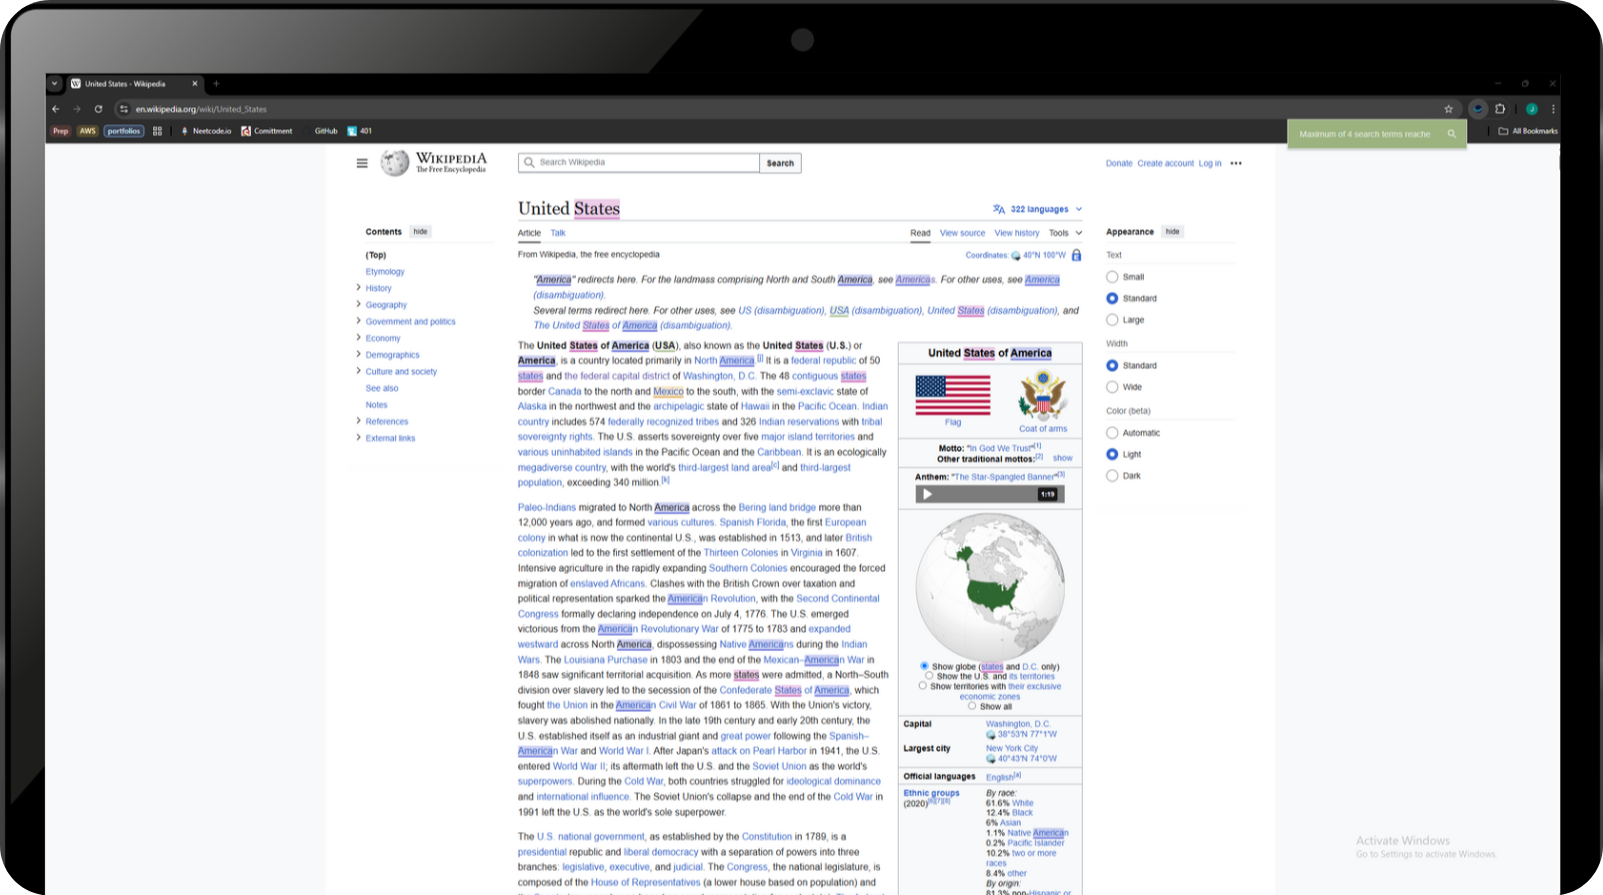 United States - Wikipedia
en.wikipedia.org/wiki/United_States
Prep AWS portfolios Neetcode.io Comittment GitHub 401
Maximum of 4 search terms reache
All Bookmarks
WIKIPEDIA
The Free Encyclopedia
Search Wikipedia
Search
Donate Create account Log in
United States
322 languages
Article Talk
Read View source View history Tools
From Wikipedia, the free encyclopedia
Coordinates: 40°N 100°W
Contents hide
(Top)
Etymology
History
Geography
Government and politics
Economy
Demographics
Culture and society
See also
Notes
References
External links
"America" redirects here. For the landmass comprising North and South America, see Americas. For other uses, see America
(disambiguation).
Several terms redirect here. For other uses, see US (disambiguation), USA (disambiguation), United States (disambiguation), and
The United States of America (disambiguation).
The United States of America (USA), also known as the United States (U.S.) or
America, is a country located primarily in North America.[j] It is a federal republic of 50
states and the federal capital district of Washington, D.C. The 48 contiguous states
border Canada to the north and Mexico to the south, with the semi-exclavic state of
Alaska in the northwest and the archipelagic state of Hawaii in the Pacific Ocean. Indian
country includes 574 federally recognized tribes and 326 Indian reservations with tribal
sovereignty rights. The U.S. asserts sovereignty over five major island territories and
various uninhabited islands in the Pacific Ocean and the Caribbean. It is an ecologically
megadiverse country, with the world's third-largest land area[c] and third-largest
population, exceeding 340 million.[k]
Paleo-Indians migrated to North America across the Bering land bridge more than
12,000 years ago, and formed various cultures. Spanish Florida, the first European
colony in what is now the continental U.S., was established in 1513, and later British
colonization led to the first settlement of the Thirteen Colonies in Virginia in 1607.
Intensive agriculture in the rapidly expanding Southern Colonies encouraged the forced
migration of enslaved Africans. Clashes with the British Crown over taxation and
political representation sparked the American Revolution, with the Second Continental
Congress formally declaring independence on July 4, 1776. The U.S. emerged
victorious from the American Revolutionary War of 1775 to 1783 and expanded
westward across North America, dispossessing Native Americans during the Indian
Wars. The Louisiana Purchase in 1803 and the end of the Mexican–American War in
1848 saw significant territorial acquisition. As more states were admitted, a North–South
division over slavery led to the secession of the Confederate States of America, which
fought the Union in the American Civil War of 1861 to 1865. With the Union's victory,
slavery was abolished nationally. In the late 19th century and early 20th century, the
U.S. established itself as an industrial giant and great power following the Spanish–
American War and World War I. After Japan's attack on Pearl Harbor in 1941, the U.S.
entered World War II; its aftermath left the U.S. and the Soviet Union as the world's
superpowers. During the Cold War, both countries struggled for ideological dominance
and international influence. The Soviet Union's collapse and the end of the Cold War in
1991 left the U.S. as the world's sole superpower.
The U.S. national government, as established by the Constitution in 1789, is a
presidential republic and liberal democracy with a separation of powers into three
branches: legislative, executive, and judicial. The Congress, the national legislature, is
composed of the House of Representatives (a lower house based on population) and
United States of America
Flag
Coat of arms
Motto: "In God We Trust"[1]
Other traditional mottos:[2] show
Anthem: "The Star-Spangled Banner"[3]
1:19
Show globe (states and D.C. only)
Show the U.S. and its territories
Show territories with their exclusive
economic zones
Show all
Capital Washington, D.C.
38°53′N 77°1′W
Largest city New York City
40°43′N 74°0′W
Official languages English[a]
Ethnic groups
(2020)[6][7][8]
By race:
61.6% White
12.4% Black
6% Asian
1.1% Native American
0.2% Pacific Islander
10.2% two or more
races
8.4% other
By origin:
81.3% non-Hispanic or
Appearance hide
Text
Small
Standard
Large
Width
Standard
Wide
Color (beta)
Automatic
Light
Dark
Activate Windows
Go to Settings to activate Windows.